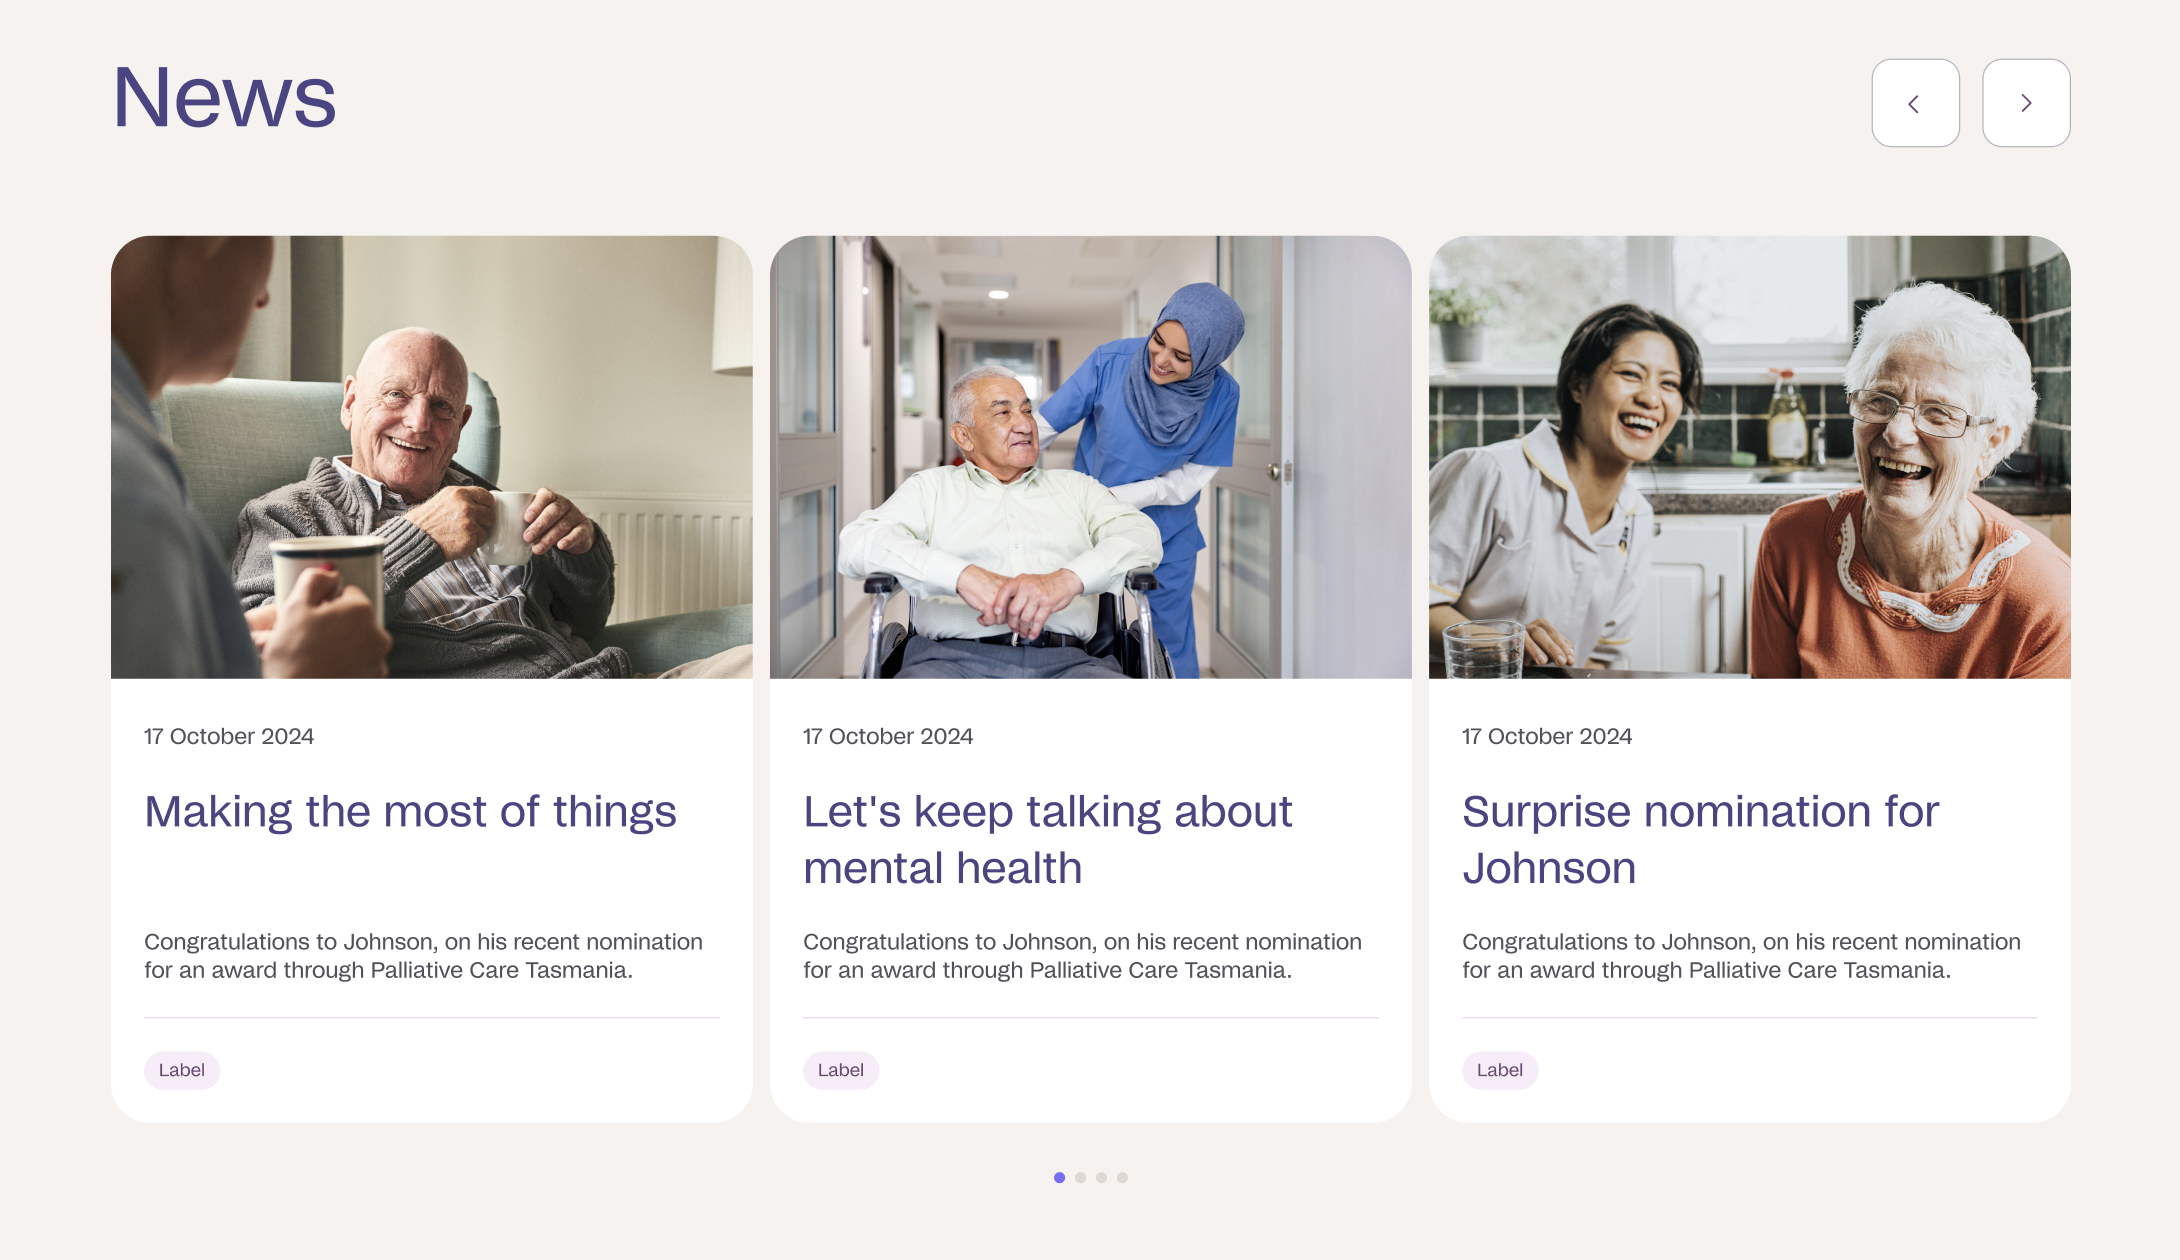 News
17 October 2024
Making the most of things
Congratulations to Johnson, on his recent nomination
for an award through Palliative Care Tasmania.
Label
17 October 2024
Let's keep talking about
mental health
Congratulations to Johnson, on his recent nomination
for an award through Palliative Care Tasmania.
Label
17 October 2024
Surprise nomination for
Johnson
Congratulations to Johnson, on his recent nomination
for an award through Palliative Care Tasmania.
Label